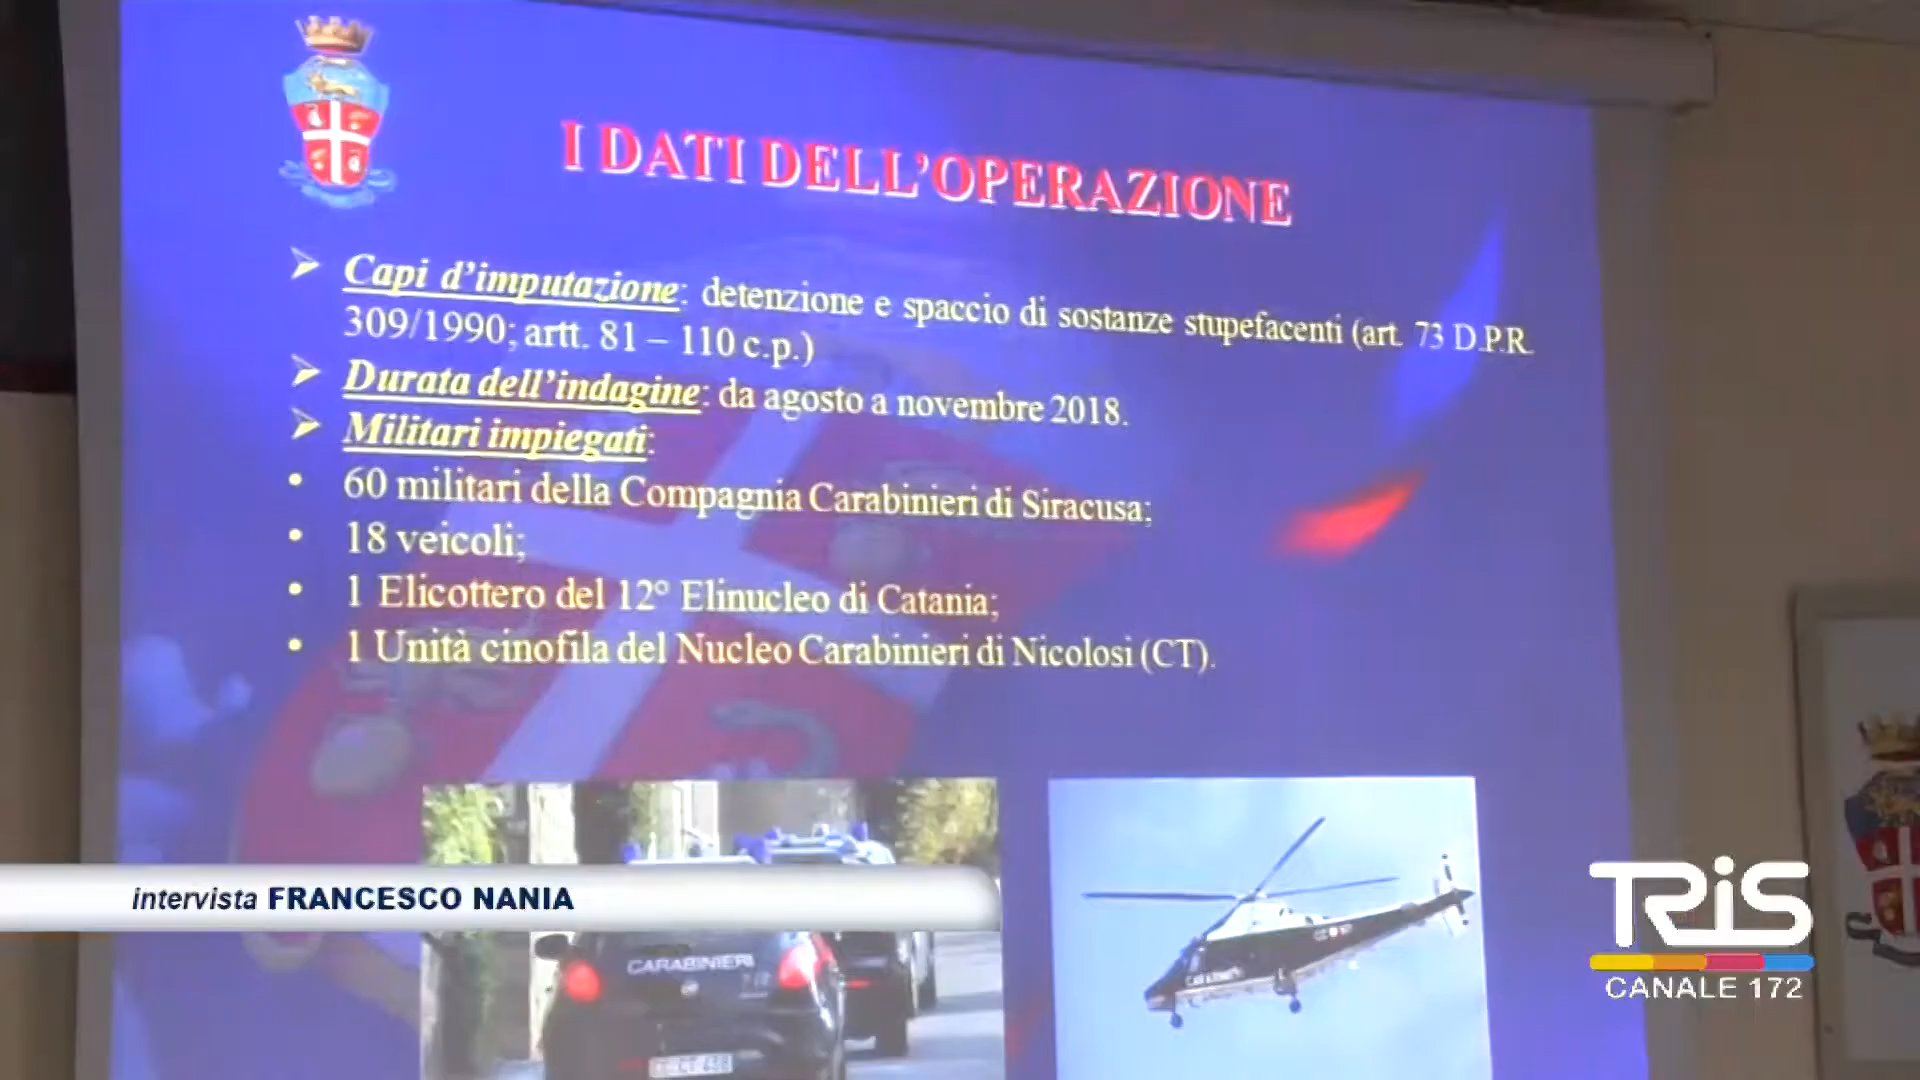 I DATI DELL'OPERAZIONE
Capi d'imputazione: detenzione e spaccio di sostanze stupefacenti (art. 73 D.P.R.
309/1990; artt. 81 – 110 c.p.)
Durata dell'indagine: da agosto a novembre 2018.
Militari impiegati:
60 militari della Compagnia Carabinieri di Siracusa;
18 veicoli;
1 Elicottero del 12° Elinucleo di Catania;
1 Unità cinofila del Nucleo Carabinieri di Nicolosi (CT).
intervista FRANCESCO NANIA
CARABINIERI
TRiS
CANALE 172